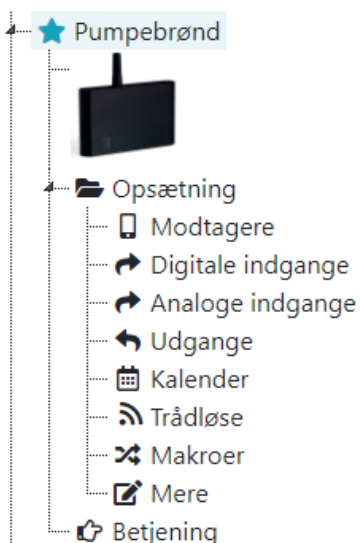 Pumpebrønd
Opsætning
Modtagere
Digitale indgange
Analoge indgange
Udgange
Kalender
Trådløse
Makroer
Mere
Betjening